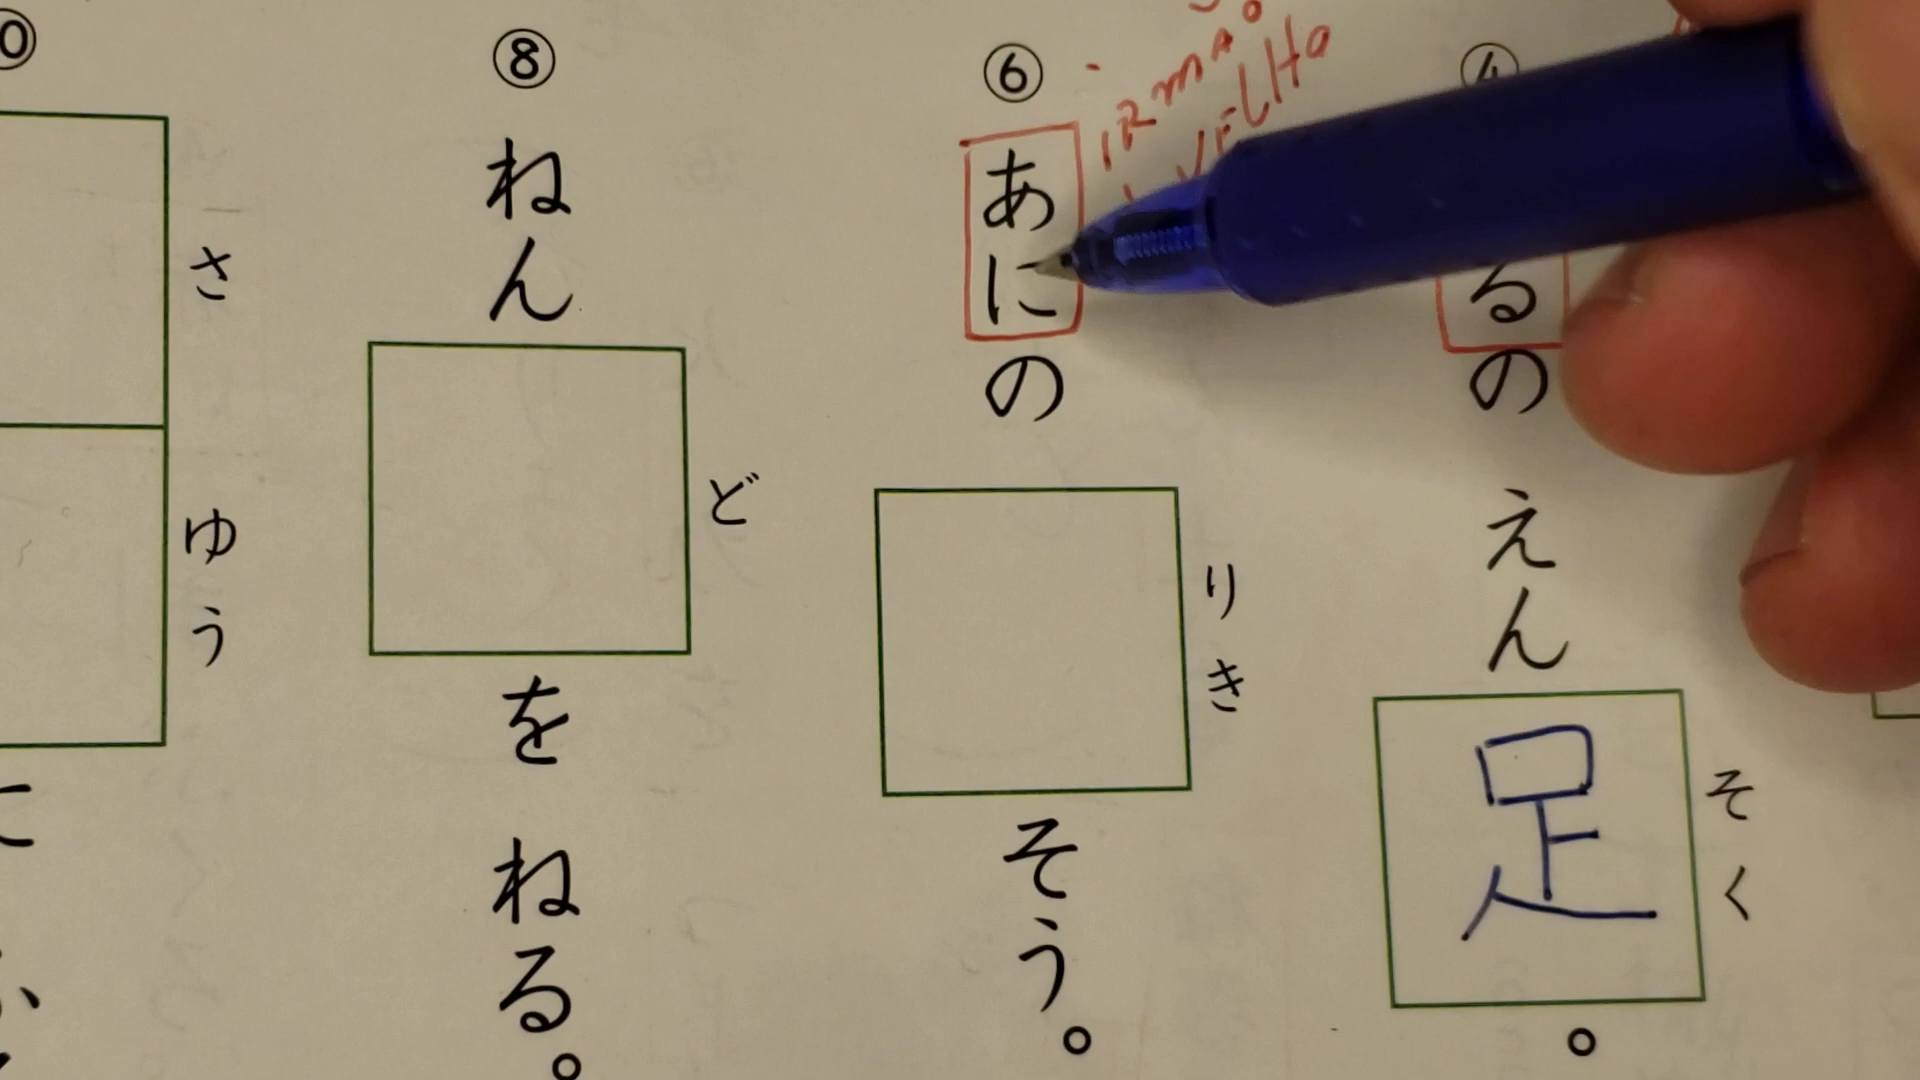 る の えん 足 。
そく
IRMÃO
⑥
あにの そう。
りき
⑧
ねん を ねる。
ど
さ
ゆう